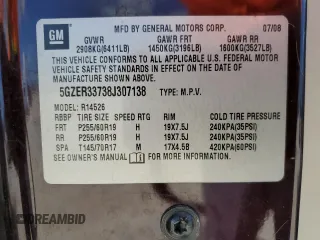 GM
MFD BY GENERAL MOTORS CORP. 07/08
GVWR GAWR FRT GAWR RR
2908KG(6411LB) 1450KG(3196LB) 1600KG(3527LB)
THIS VEHICLE CONFORMS TO ALL APPLICABLE U.S. FEDERAL MOTOR
VEHICLE SAFETY STANDARDS IN EFFECT ON THE DATE OF
MANUFACTURE SHOWN ABOVE.
5GZER33738J307138 TYPE: M.P.V.
MODEL: R14526
RBBP TIRE SIZE SPEED RTG RIM COLD TIRE PRESSURE
FRT P255/60R19 H 19X7.5J 240KPA(35PSI)
RR P255/60R19 H 19X7.5J 240KPA(35PSI)
SPA T145/70R17 M 17X4.5B 420KPA(60PSI)
SEE OWNER'S MANUAL FOR ADDITIONAL INFORMATION